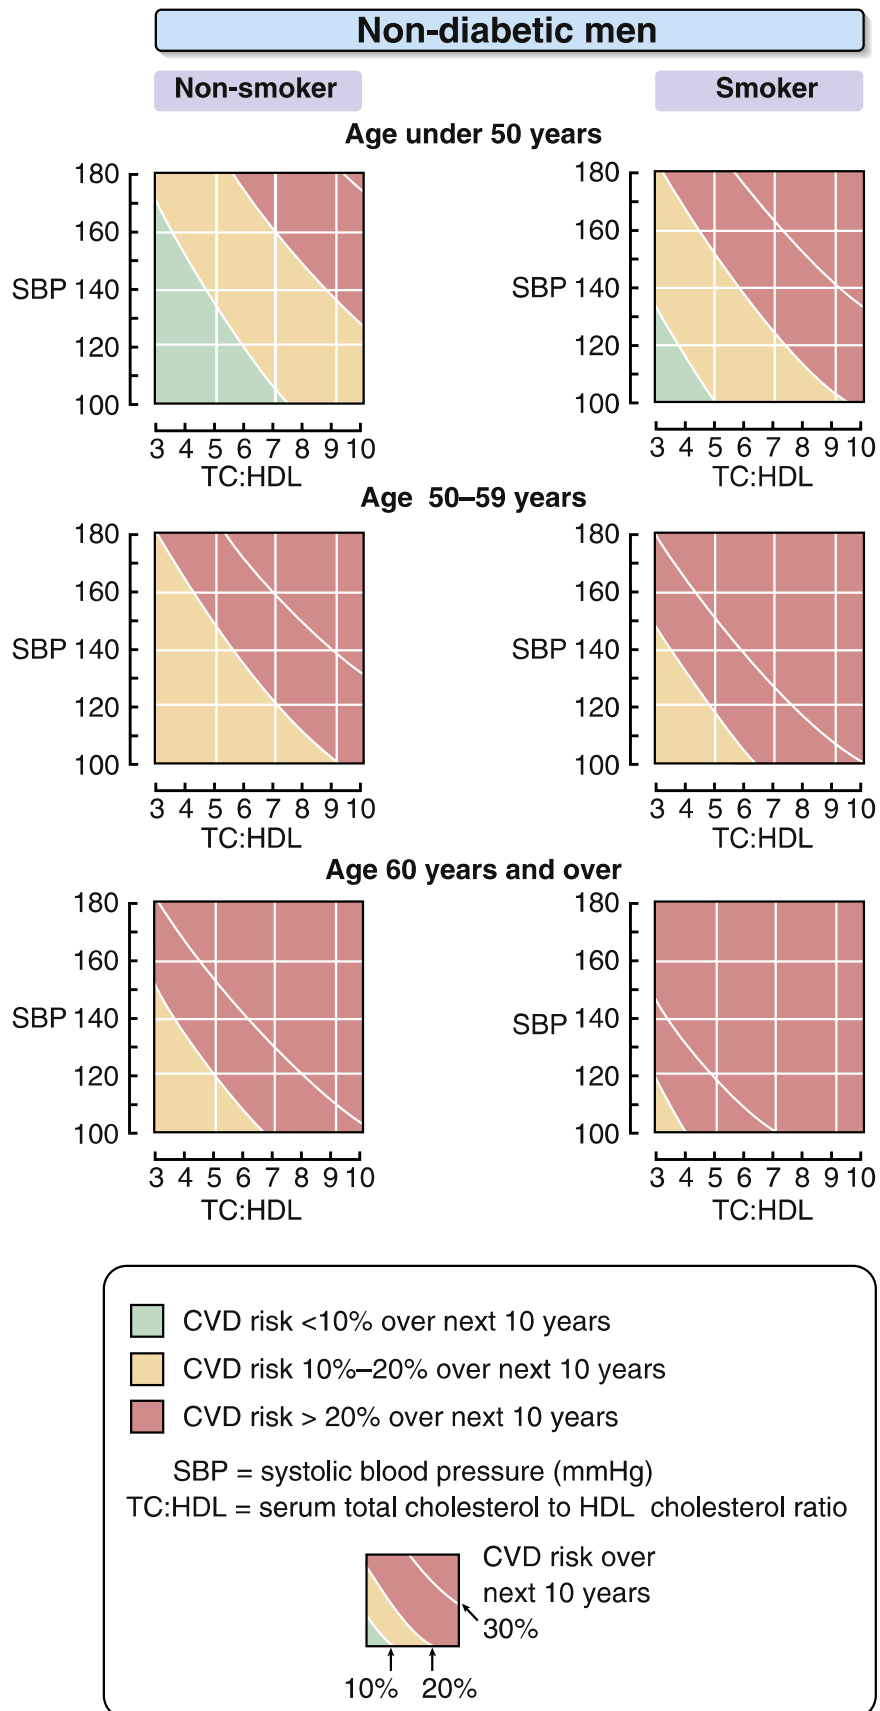 Non-diabetic men
Non-smoker Smoker
Age under 50 years
180 180
160 160
SBP 140 SBP 140
120 120
100 100
3 4 5 6 7 8 9 10 3 4 5 6 7 8 9 10
TC:HDL TC:HDL
Age 50–59 years
180 180
160 160
SBP 140 SBP 140
120 120
100 100
3 4 5 6 7 8 9 10 3 4 5 6 7 8 9 10
TC:HDL TC:HDL
Age 60 years and over
180 180
160 160
SBP 140 SBP 140
120 120
100 100
3 4 5 6 7 8 9 10 3 4 5 6 7 8 9 10
TC:HDL TC:HDL
CVD risk <10% over next 10 years
CVD risk 10%–20% over next 10 years
CVD risk > 20% over next 10 years
SBP = systolic blood pressure (mmHg)
TC:HDL = serum total cholesterol to HDL cholesterol ratio
CVD risk over
next 10 years
30%
10% 20%